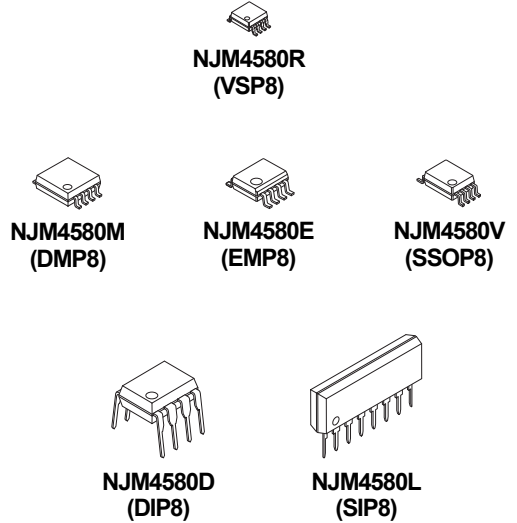 NJM4580R
(VSP8)
NJM4580M
(DMP8)
NJM4580E
(EMP8)
NJM4580V
(SSOP8)
NJM4580D
(DIP8)
NJM4580L
(SIP8)